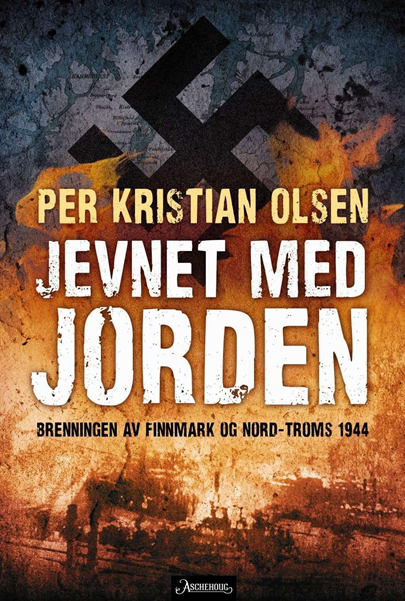 PER KRISTIAN OLSEN
JEVNET MED
JORDEN
BRENNINGEN AV FINNMARK OG NORD-TROMS 1944
ASCHEHOUG